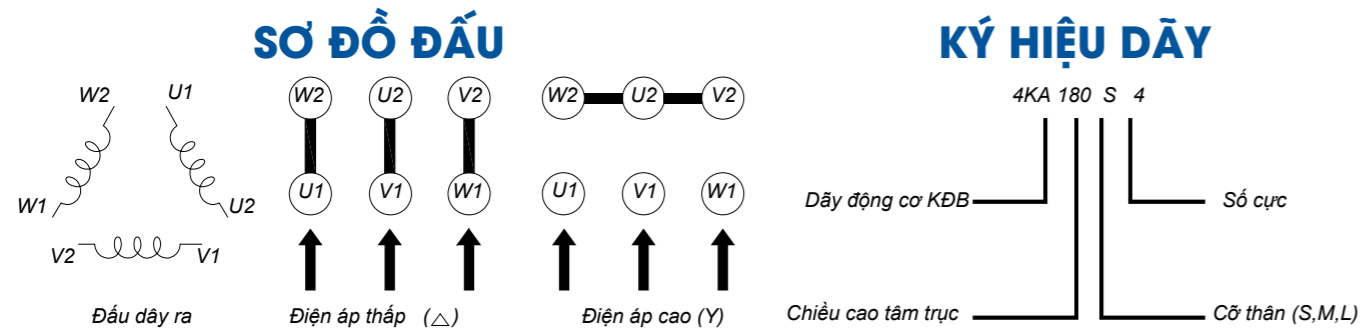 SƠ ĐỒ ĐẤU
W2 U1
W1 U2
V2 V1
Đấu dây ra
W2 U2 V2
U1 V1 W1
Điện áp thấp (△)
W2 U2 V2
U1 V1 W1
Điện áp cao (Y)
KÝ HIỆU DÃY
4KA 180 S 4
Dãy động cơ KĐB
Số cực
Chiều cao tâm trục
Cỡ thân (S,M,L)